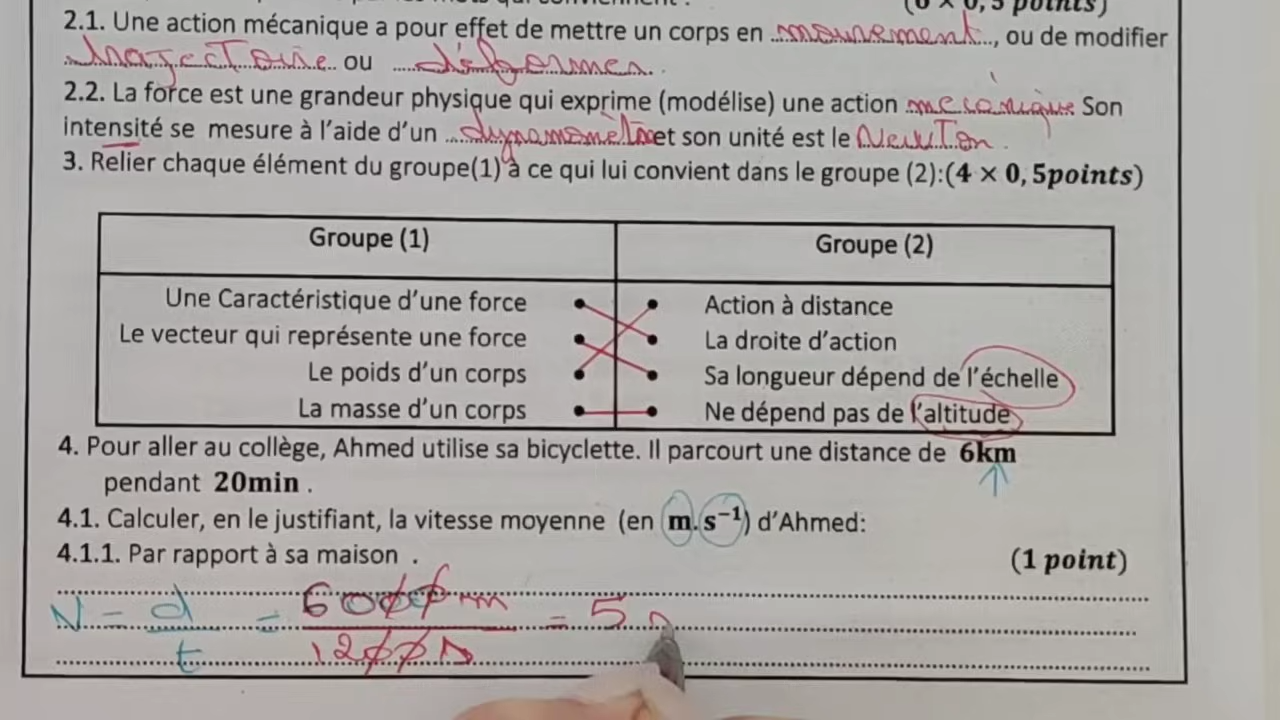 2.1. Une action mécanique a pour effet de mettre un corps en mouvement, ou de modifier
trajectoire ou déformer.
2.2. La force est une grandeur physique qui exprime (modélise) une action mécanique Son
intensité se mesure à l'aide d'un dynamomètre et son unité est le Newton.
3. Relier chaque élément du groupe(1) à ce qui lui convient dans le groupe (2):(4 × 0,5points)
Groupe (1) Groupe (2)
Une Caractéristique d'une force Action à distance
Le vecteur qui représente une force La droite d'action
Le poids d'un corps Sa longueur dépend de l'échelle
La masse d'un corps Ne dépend pas de l'altitude
4. Pour aller au collège, Ahmed utilise sa bicyclette. Il parcourt une distance de 6km
pendant 20min .
4.1. Calculer, en le justifiant, la vitesse moyenne (en m.s⁻¹) d'Ahmed:
4.1.1. Par rapport à sa maison . (1 point)
V = d/t = 6000m/1200s = 5